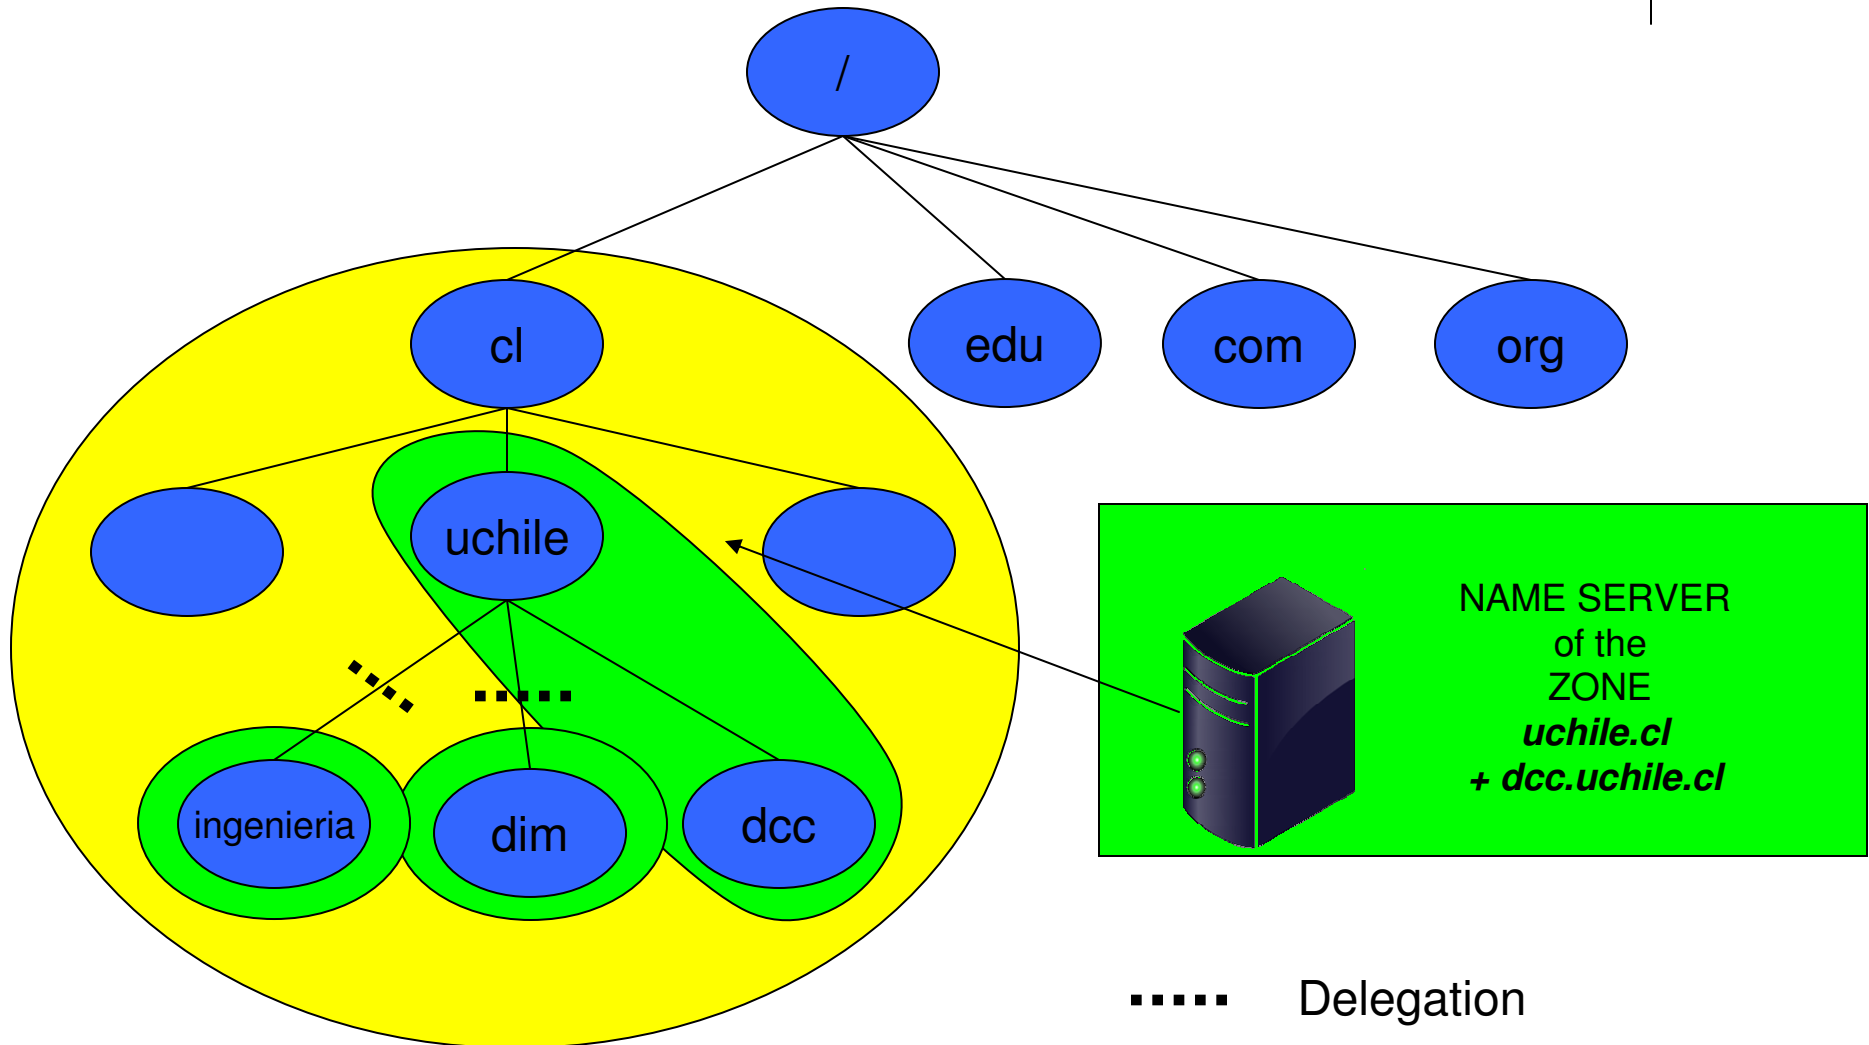 /
cl
edu
com
org
uchile
NAME SERVER
of the
ZONE
uchile.cl
+ dcc.uchile.cl
ingenieria
dim
dcc
Delegation